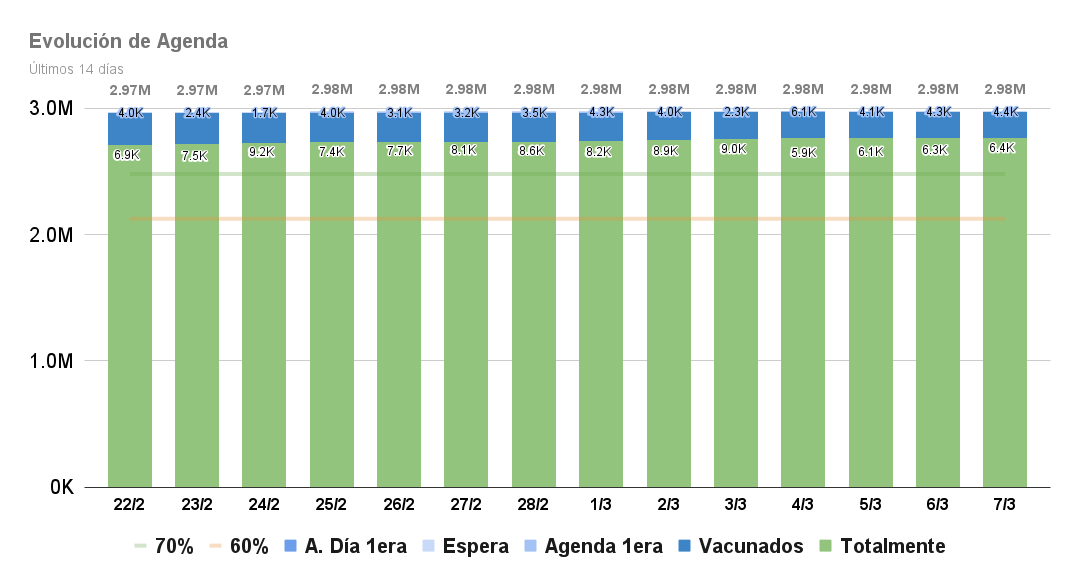 Evolución de Agenda
Últimos 14 días
2.97M 2.97M 2.97M 2.98M 2.98M 2.98M 2.98M 2.98M 2.98M 2.98M 2.98M 2.98M 2.98M 2.98M
3.0M
4.0K 2.4K 1.7K 4.0K 3.1K 3.2K 3.5K 4.3K 4.0K 2.3K 6.1K 4.1K 4.3K 4.4K
6.9K 7.5K 9.2K 7.4K 7.7K 8.1K 8.6K 8.2K 8.9K 9.0K 5.9K 6.1K 6.3K 6.4K
2.0M
1.0M
0K
22/2 23/2 24/2 25/2 26/2 27/2 28/2 1/3 2/3 3/3 4/3 5/3 6/3 7/3
70% 60% A. Día 1era Espera Agenda 1era Vacunados Totalmente